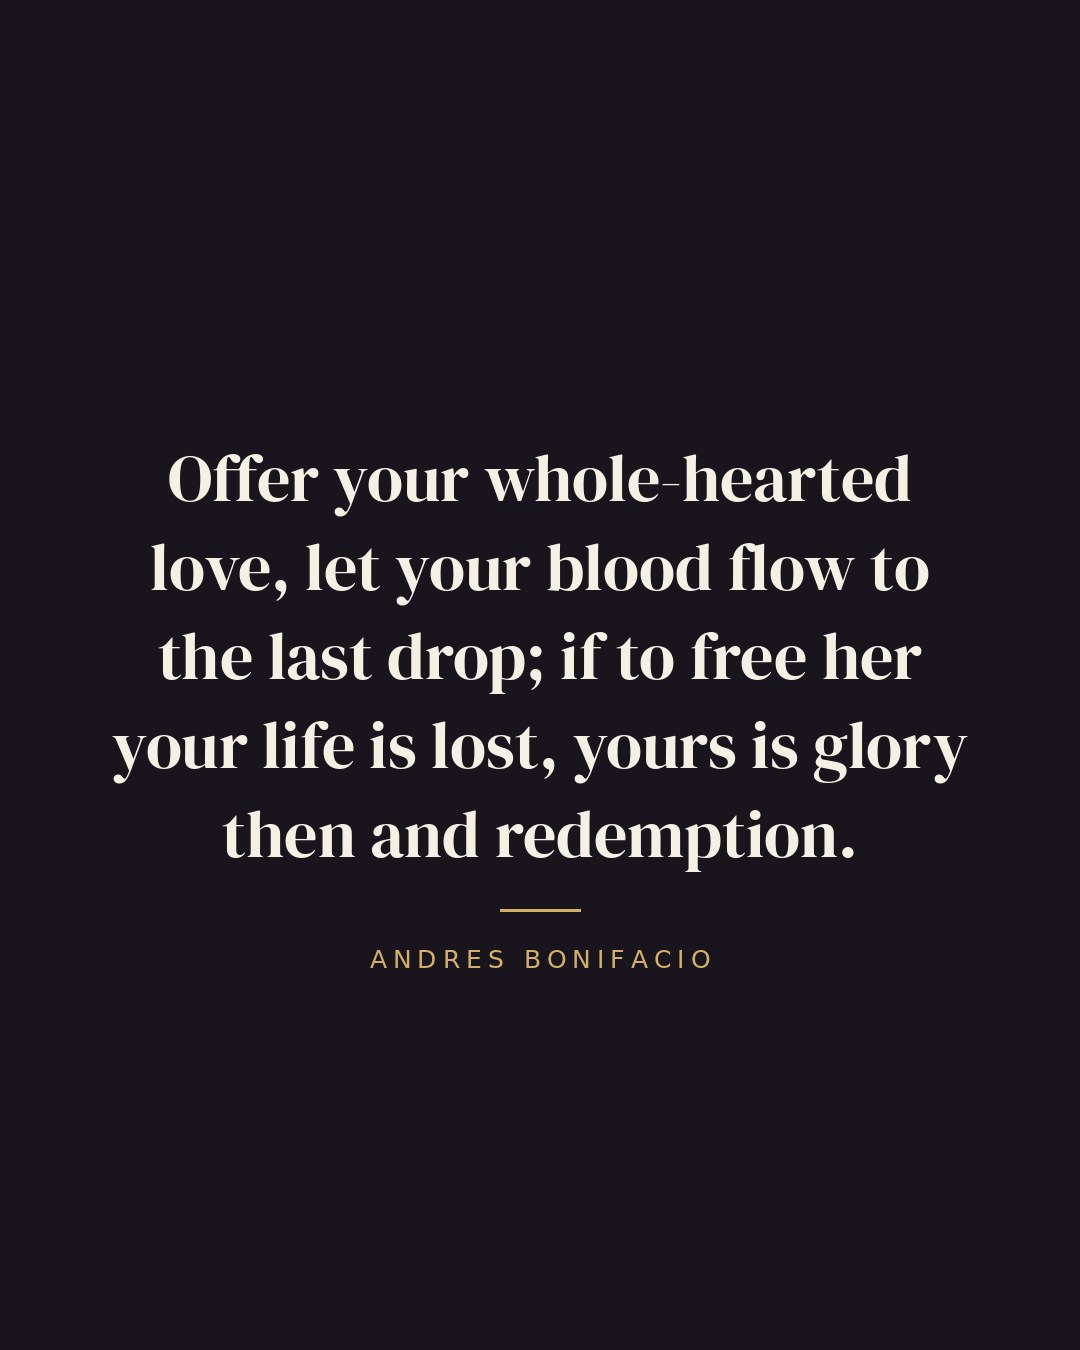 Offer your whole-hearted
love, let your blood flow to
the last drop; if to free her
your life is lost, yours is glory
then and redemption.
ANDRES BONIFACIO